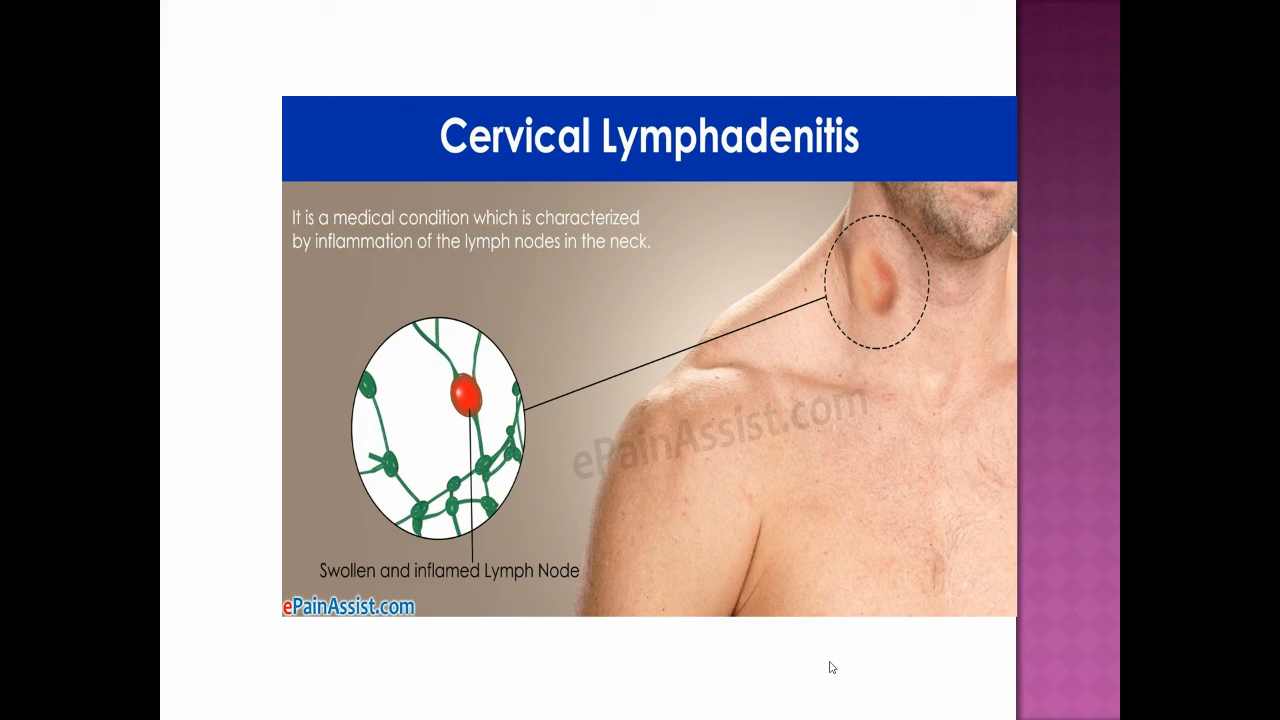 Cervical Lymphadenitis
It is a medical condition which is characterized
by inflammation of the lymph nodes in the neck.
ePainAssist.com
Swollen and inflamed Lymph Node
ePainAssist.com